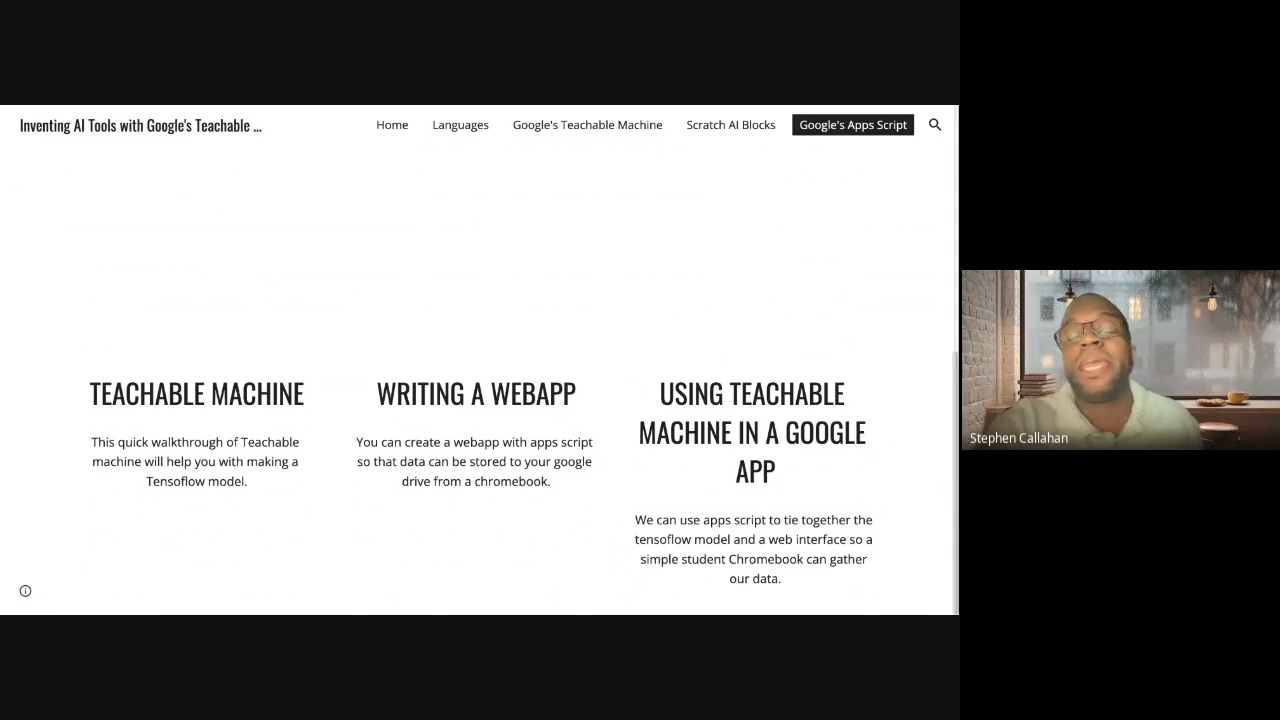 Inventing AI Tools with Google's Teachable ...
Home
Languages
Google's Teachable Machine
Scratch AI Blocks
Google's Apps Script
TEACHABLE MACHINE
This quick walkthrough of Teachable
machine will help you with making a
Tensoflow model.
WRITING A WEBAPP
You can create a webapp with apps script
so that data can be stored to your google
drive from a chromebook.
USING TEACHABLE
MACHINE IN A GOOGLE
APP
We can use apps script to tie together the
tensoflow model and a web interface so a
simple student Chromebook can gather
our data.
Stephen Callahan